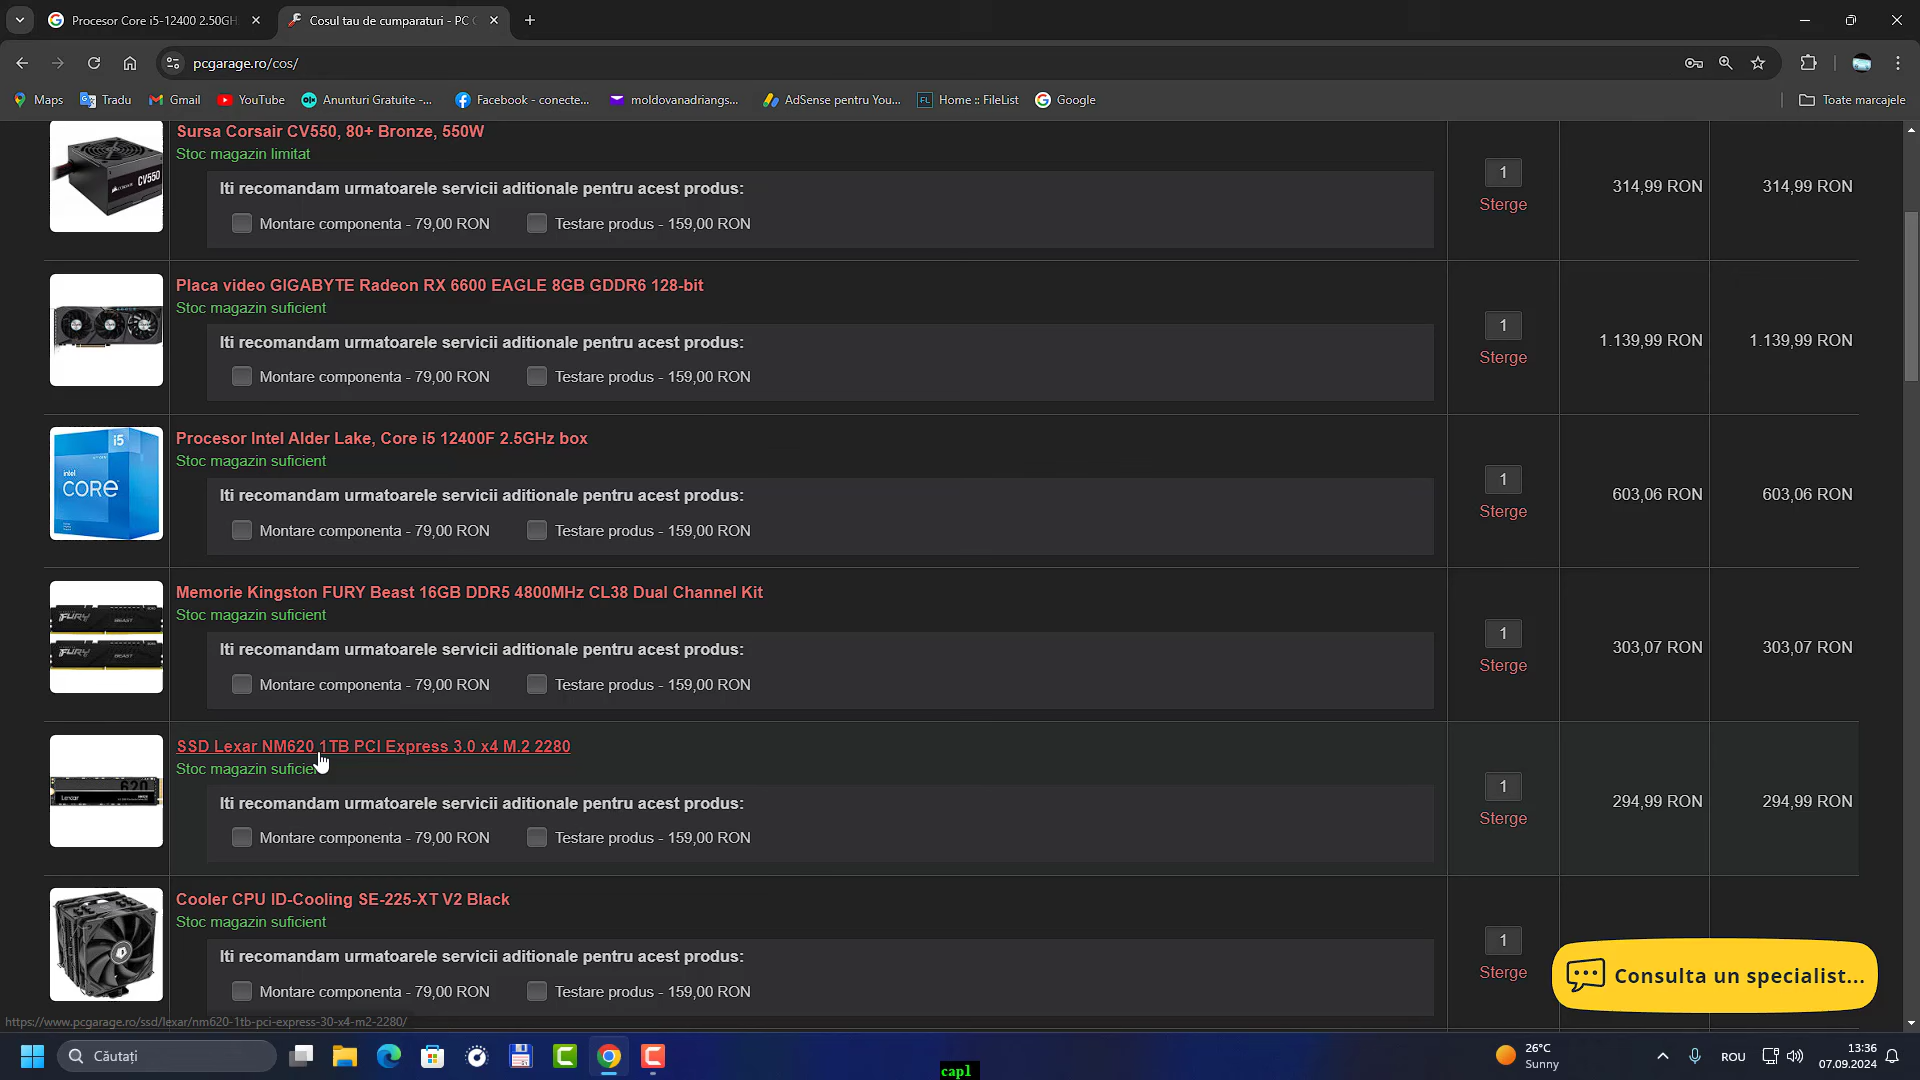 Procesor Core i5-12400 2.50GH
Cosul tau de cumparaturi - PC G
pcgarage.ro/cos/
Maps
Tradu
Gmail
YouTube
Anunturi Gratuite -...
Facebook - conecte...
moldovanadriangs...
AdSense pentru You...
FL
Home :: FileList
Google
Toate marcajele
Sursa Corsair CV550, 80+ Bronze, 550W
Stoc magazin limitat
Iti recomandam urmatoarele servicii aditionale pentru acest produs:
Montare componenta - 79,00 RON
Testare produs - 159,00 RON
CV550
1
Sterge
314,99 RON
314,99 RON
Placa video GIGABYTE Radeon RX 6600 EAGLE 8GB GDDR6 128-bit
Stoc magazin suficient
Iti recomandam urmatoarele servicii aditionale pentru acest produs:
Montare componenta - 79,00 RON
Testare produs - 159,00 RON
1
Sterge
1.139,99 RON
1.139,99 RON
i5
intel
CORE
Procesor Intel Alder Lake, Core i5 12400F 2.5GHz box
Stoc magazin suficient
Iti recomandam urmatoarele servicii aditionale pentru acest produs:
Montare componenta - 79,00 RON
Testare produs - 159,00 RON
1
Sterge
603,06 RON
603,06 RON
FURY BEAST
FURY BEAST
Memorie Kingston FURY Beast 16GB DDR5 4800MHz CL38 Dual Channel Kit
Stoc magazin suficient
Iti recomandam urmatoarele servicii aditionale pentru acest produs:
Montare componenta - 79,00 RON
Testare produs - 159,00 RON
1
Sterge
303,07 RON
303,07 RON
620
Lexar
SSD Lexar NM620 1TB PCI Express 3.0 x4 M.2 2280
Stoc magazin suficie
Iti recomandam urmatoarele servicii aditionale pentru acest produs:
Montare componenta - 79,00 RON
Testare produs - 159,00 RON
1
Sterge
294,99 RON
294,99 RON
Cooler CPU ID-Cooling SE-225-XT V2 Black
Stoc magazin suficient
Iti recomandam urmatoarele servicii aditionale pentru acest produs:
Montare componenta - 79,00 RON
Testare produs - 159,00 RON
1
Sterge
Consulta un specialist...
https://www.pcgarage.ro/ssd/lexar/nm620-1tb-pci-express-30-x4-m2-2280/
Căutați
capl
26°C
Sunny
ROU
13:36
07.09.2024